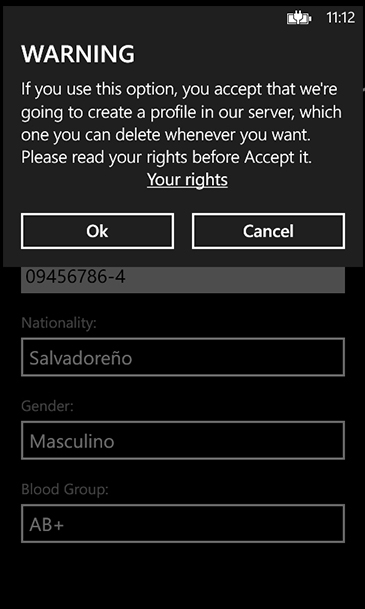 11:12
WARNING
If you use this option, you accept that we're
going to create a profile in our server, which
one you can delete whenever you want.
Please read your rights before Accept it.
Your rights
Ok Cancel
09456786-4
Nationality:
Salvadoreño
Gender:
Masculino
Blood Group:
AB+